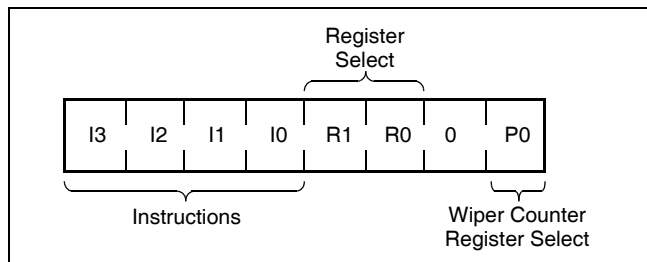 Register
Select
I3 I2 I1 I0 R1 R0 0 P0
Instructions
Wiper Counter
Register Select